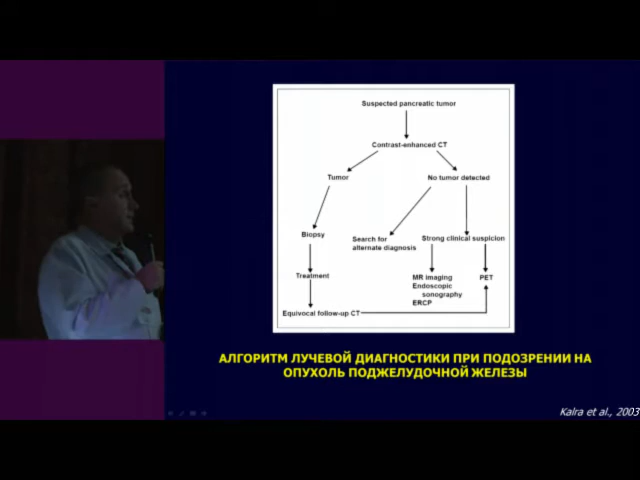 Suspected pancreatic tumor
Contrast-enhanced CT
Tumor
No tumor detected
Biopsy
Search for
alternate diagnosis
Strong clinical suspicion
Treatment
MR imaging
Endoscopic
sonography
ERCP
PET
Equivocal follow-up CT
АЛГОРИТМ ЛУЧЕВОЙ ДИАГНОСТИКИ ПРИ ПОДОЗРЕНИИ НА
ОПУХОЛЬ ПОДЖЕЛУДОЧНОЙ ЖЕЛЕЗЫ
Kalra et al., 2003